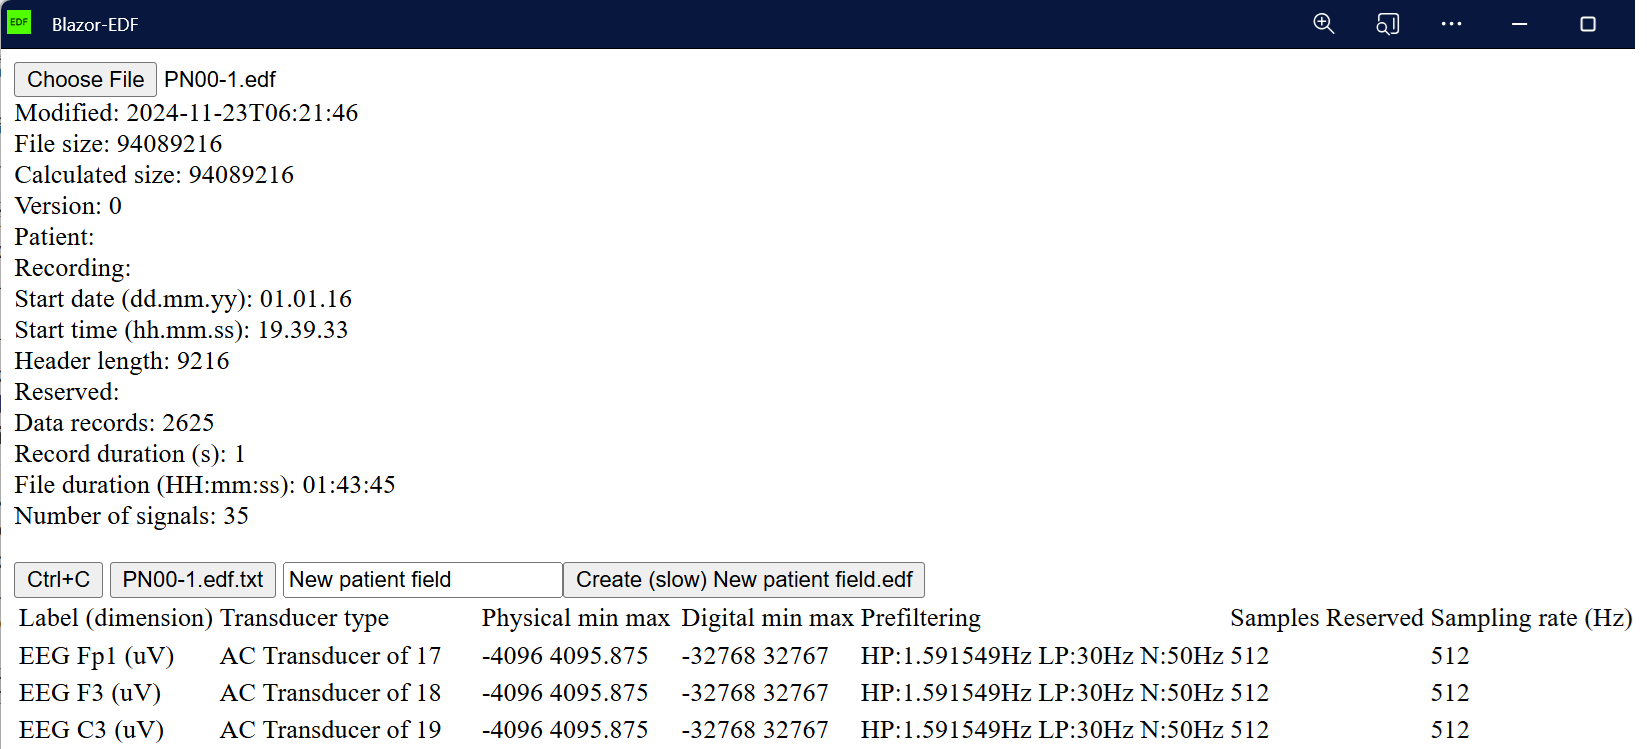 EDF Blazor-EDF
Choose File PN00-1.edf
Modified: 2024-11-23T06:21:46
File size: 94089216
Calculated size: 94089216
Version: 0
Patient:
Recording:
Start date (dd.mm.yy): 01.01.16
Start time (hh.mm.ss): 19.39.33
Header length: 9216
Reserved:
Data records: 2625
Record duration (s): 1
File duration (HH:mm:ss): 01:43:45
Number of signals: 35
Ctrl+C PN00-1.edf.txt New patient field Create (slow) New patient field.edf
Label (dimension) Transducer type Physical min max Digital min max Prefiltering Samples Reserved Sampling rate (Hz)
EEG Fp1 (uV) AC Transducer of 17 -4096 4095.875 -32768 32767 HP:1.591549Hz LP:30Hz N:50Hz 512 512
EEG F3 (uV) AC Transducer of 18 -4096 4095.875 -32768 32767 HP:1.591549Hz LP:30Hz N:50Hz 512 512
EEG C3 (uV) AC Transducer of 19 -4096 4095.875 -32768 32767 HP:1.591549Hz LP:30Hz N:50Hz 512 512